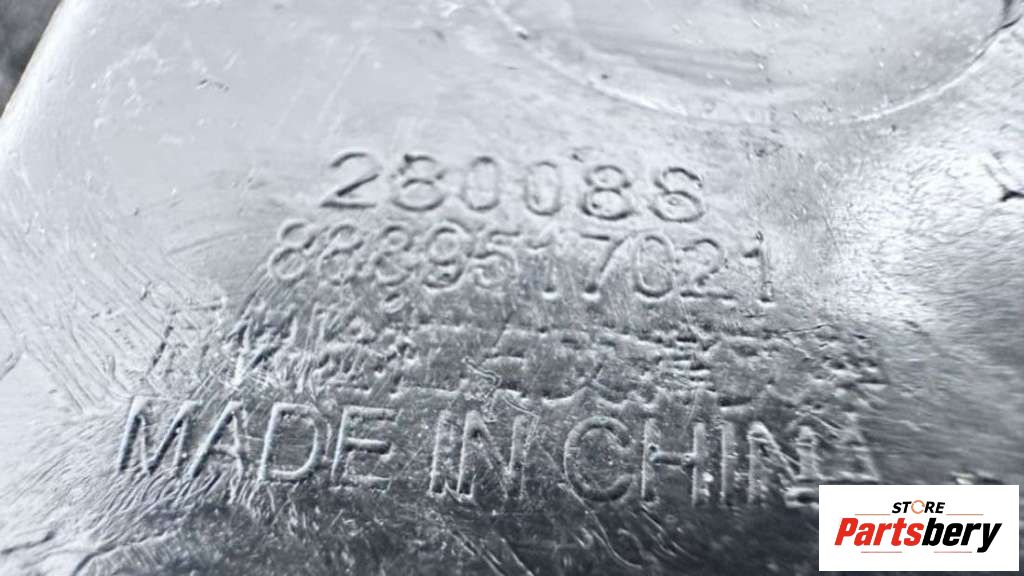 280088
8889517021
MADE IN CHINA
STORE
Partsbery